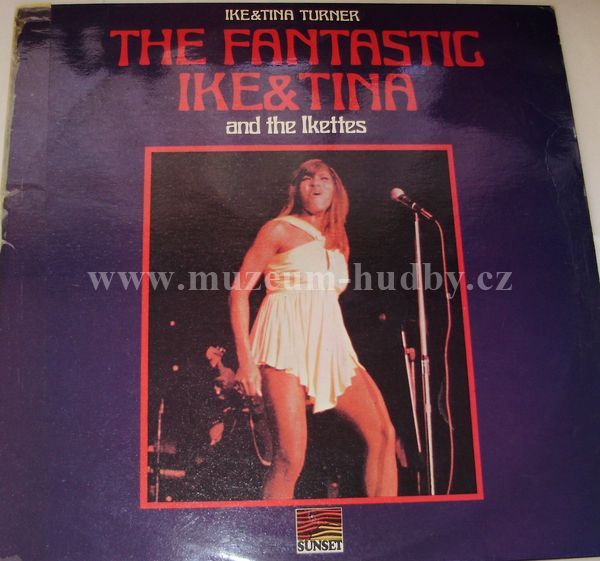 IKE&TINA TURNER
THE FANTASTIC
IKE&TINA
and the Ikettes
www.muzeum-hudby.cz
SUNSET